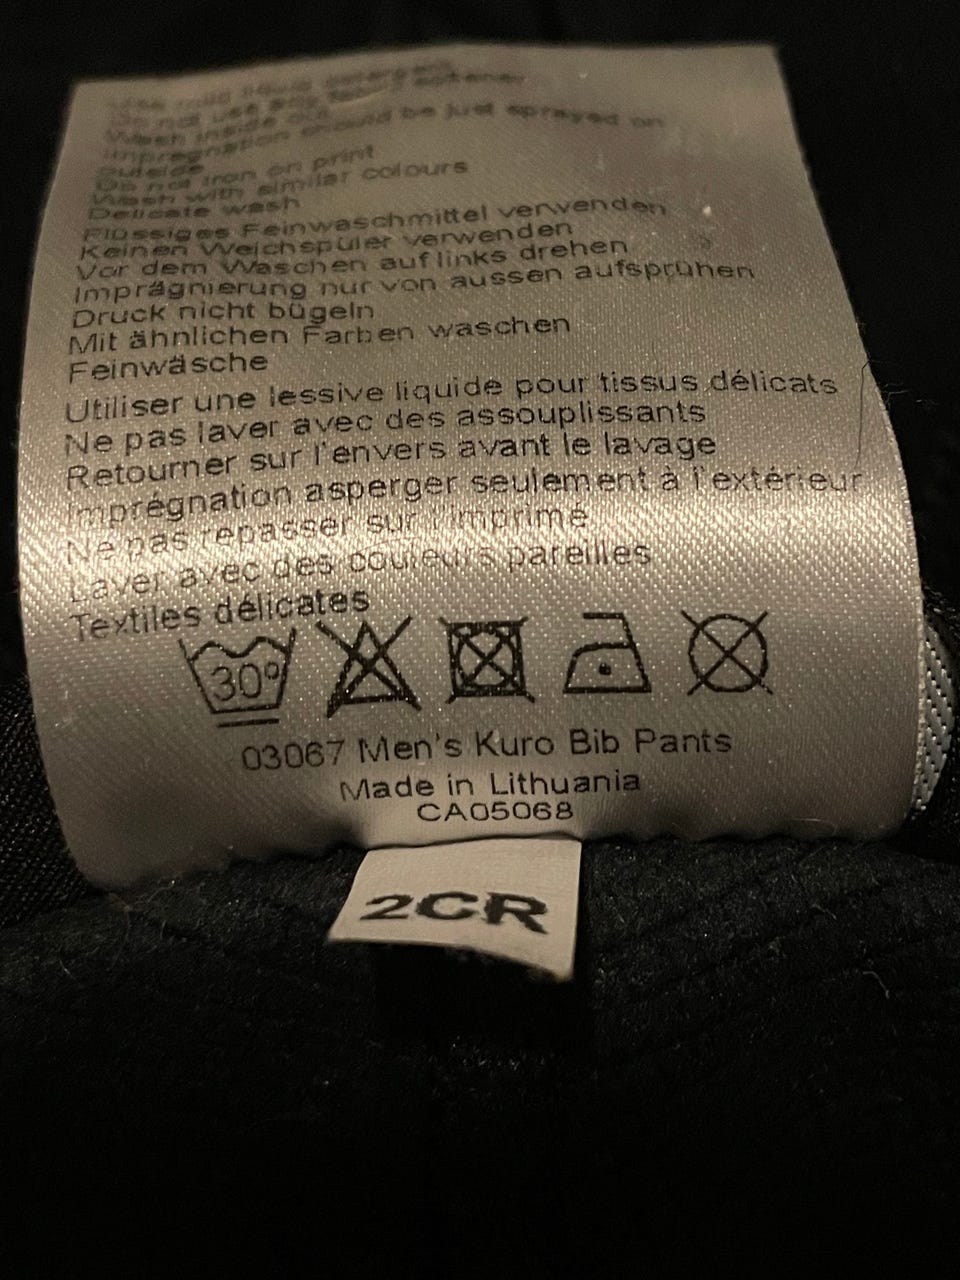 Use mild liquid detergent
Do not use any fabric softener
Wash inside out
Impregnation should be just sprayed on
outside
Do not iron on print
Wash with similar colours
Delicate wash
Flüssiges Feinwaschmittel verwenden
Keinen Weichspüler verwenden
Vor dem Waschen auf links drehen
Imprägnierung nur von aussen aufsprühen
Druck nicht bügeln
Mit ähnlichen Farben waschen
Feinwäsche
Utiliser une lessive liquide pour tissus délicats
Ne pas laver avec des assouplissants
Retourner sur l'envers avant le lavage
Imprégnation asperger seulement à l'extérieur
Ne pas repasser sur l'imprimé
Laver avec des couleurs pareilles
Textiles délicates
30º
03067 Men's Kuro Bib Pants
Made in Lithuania
CA05068
2CR